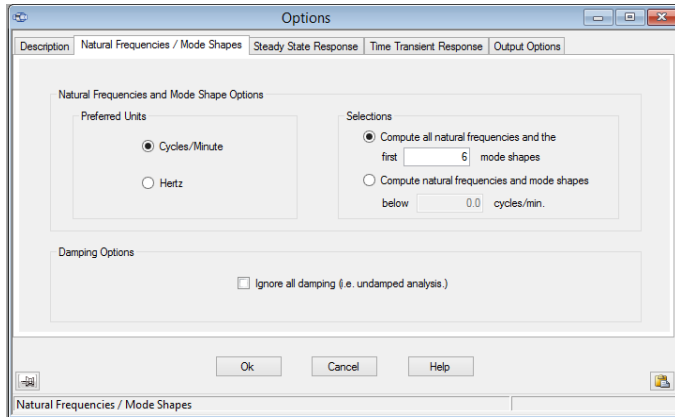 Options
Description Natural Frequencies / Mode Shapes Steady State Response Time Transient Response Output Options
Natural Frequencies and Mode Shape Options
Preferred Units
Cycles/Minute
Hertz
Selections
Compute all natural frequencies and the
first 6 mode shapes
Compute natural frequencies and mode shapes
below 0.0 cycles/min.
Damping Options
Ignore all damping (i.e. undamped analysis.)
Ok Cancel Help
Natural Frequencies / Mode Shapes